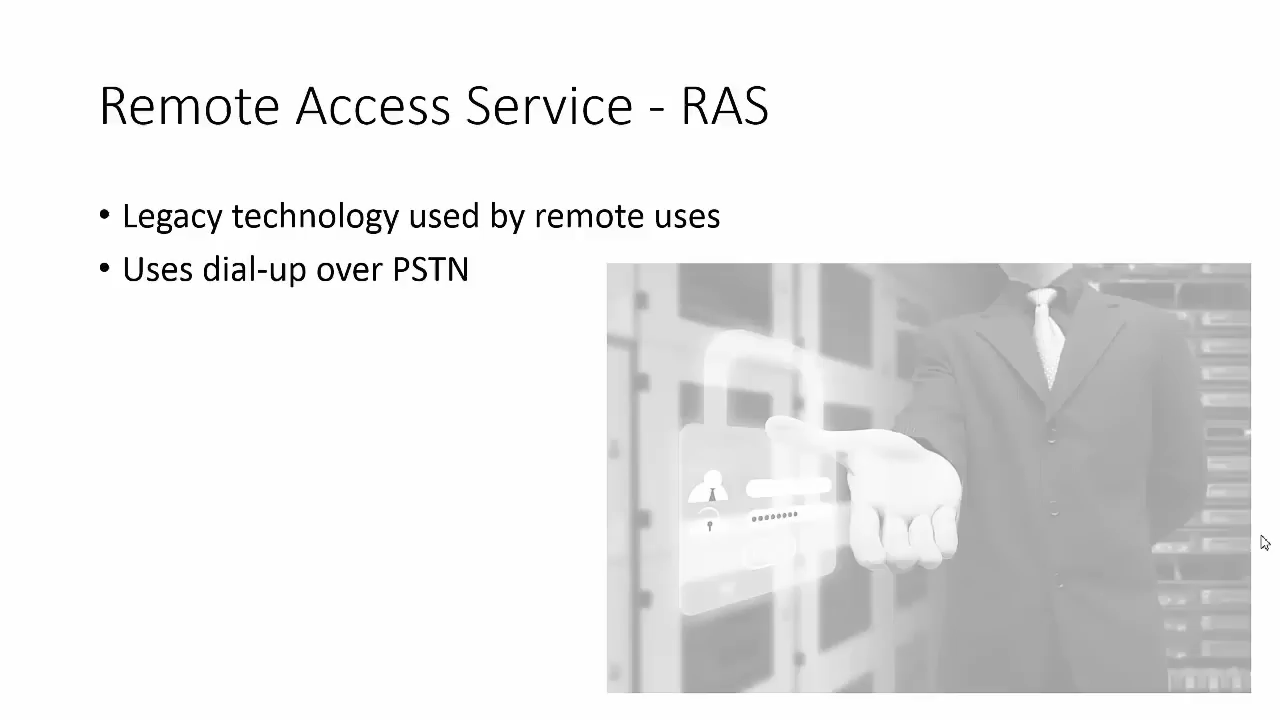 Remote Access Service - RAS
• Legacy technology used by remote uses
• Uses dial-up over PSTN